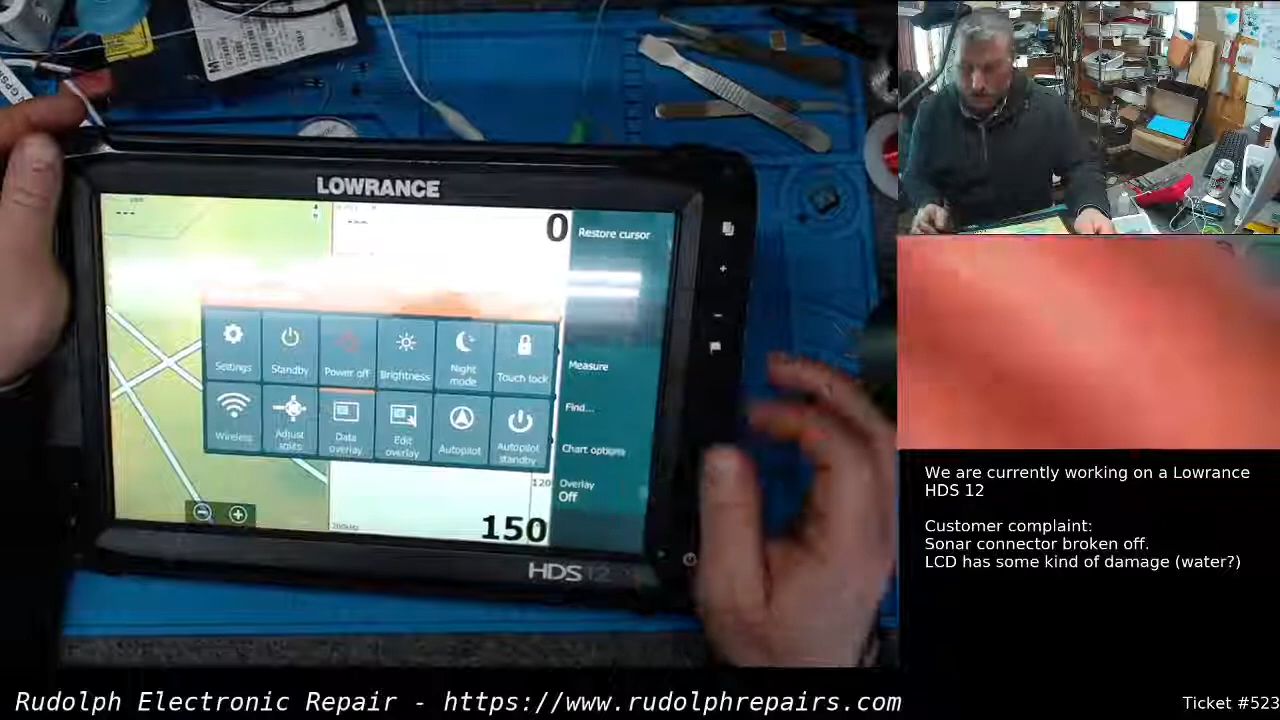 LOWRANCE
0
Restore cursor
Settings
Standby
Power off
Brightness
Night mode
Touch lock
Measure
Find...
Wireless
Adjust splits
Data overlay
Edit overlay
Autopilot
Autopilot standby
Chart options
Overlay
Off
120
150
HDS 12
We are currently working on a Lowrance
HDS 12
Customer complaint:
Sonar connector broken off.
LCD has some kind of damage (water?)
Rudolph Electronic Repair - https://www.rudolphrepairs.com
Ticket #523